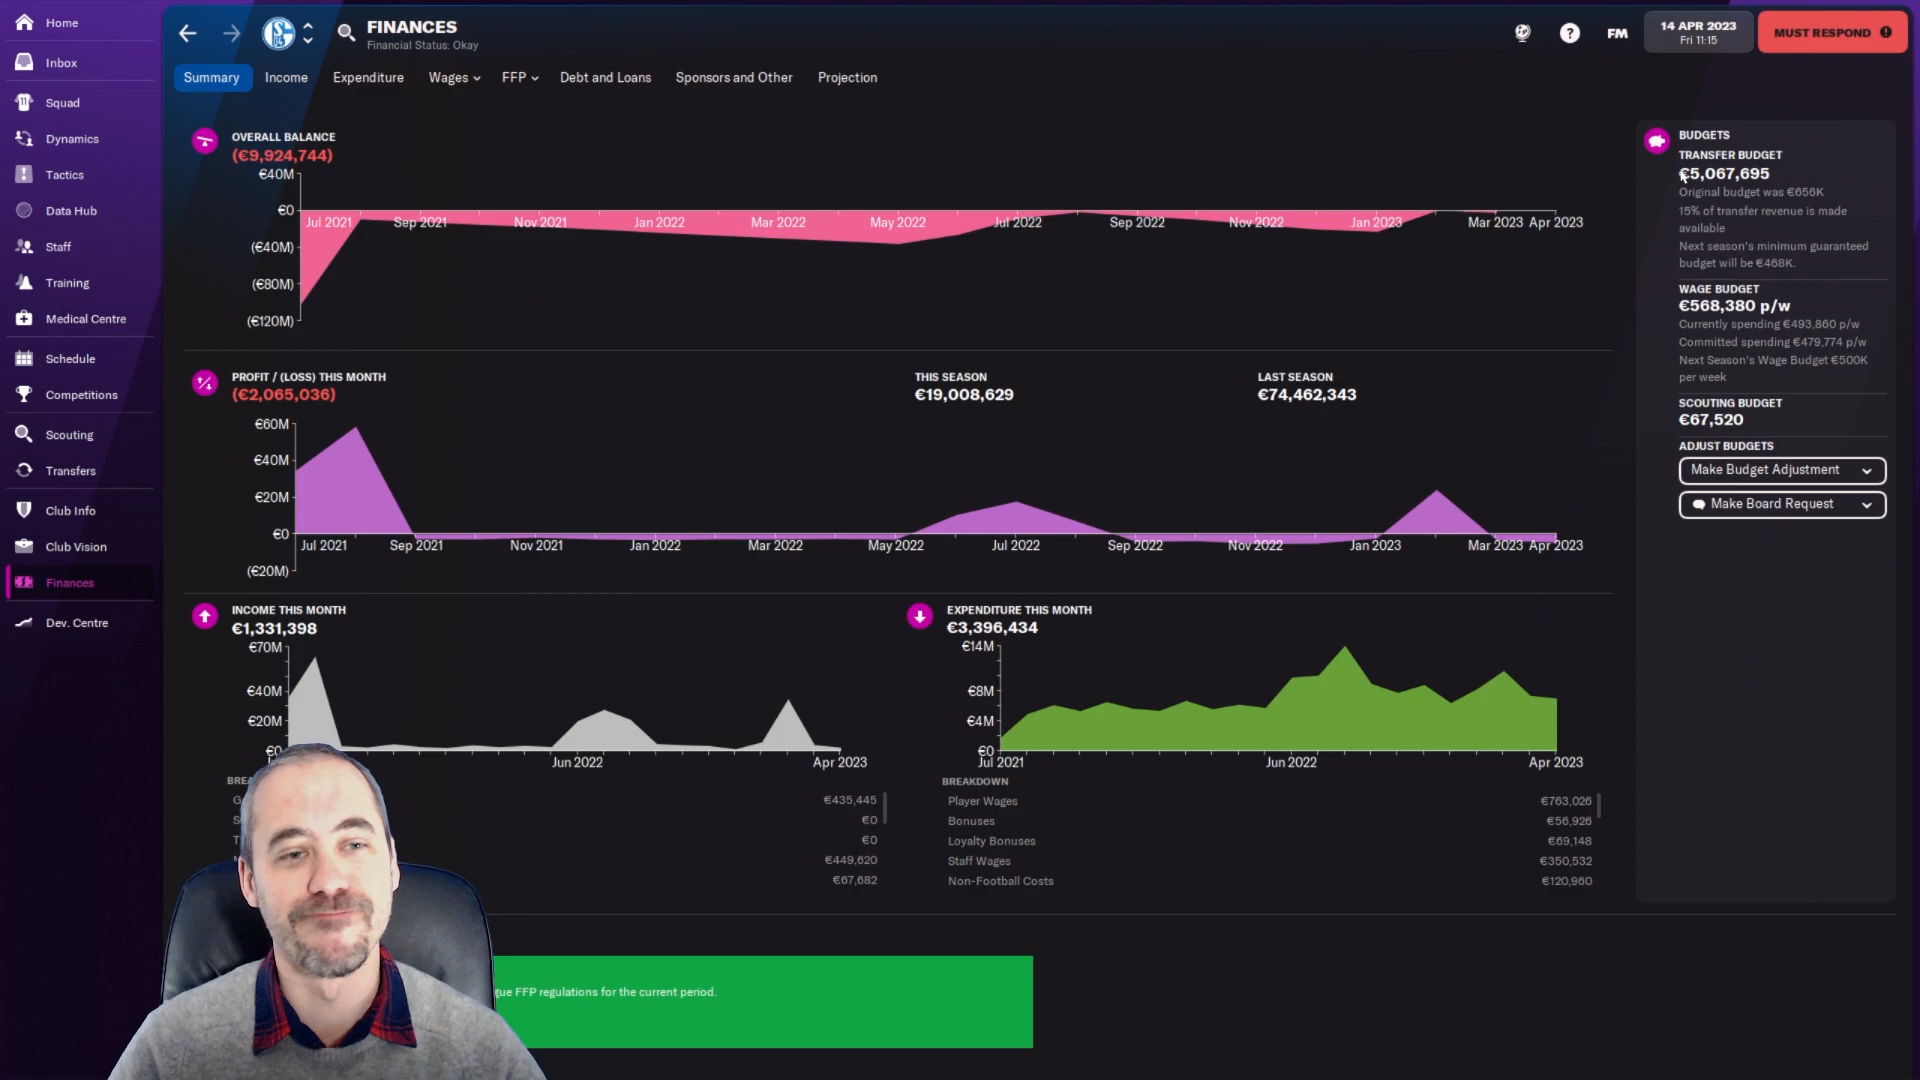 Home
Inbox
Squad
Dynamics
Tactics
Data Hub
Staff
Training
Medical Centre
Schedule
Competitions
Scouting
Transfers
Club Info
Club Vision
Finances
Dev. Centre
FINANCES
Financial Status: Okay
FM
14 APR 2023
Fri 11:15
MUST RESPOND
Summary Income Expenditure Wages FFP Debt and Loans Sponsors and Other Projection
OVERALL BALANCE
(€9,924,744)
€40M
€0
(€40M)
(€80M)
(€120M)
Jul 2021 Sep 2021 Nov 2021 Jan 2022 Mar 2022 May 2022 Jul 2022 Sep 2022 Nov 2022 Jan 2023 Mar 2023 Apr 2023
PROFIT / (LOSS) THIS MONTH
(€2,065,036)
THIS SEASON
€19,008,629
LAST SEASON
€74,462,343
€60M
€40M
€20M
€0
(€20M)
Jul 2021 Sep 2021 Nov 2021 Jan 2022 Mar 2022 May 2022 Jul 2022 Sep 2022 Nov 2022 Jan 2023 Mar 2023 Apr 2023
INCOME THIS MONTH
€1,331,398
€70M
€40M
€20M
€0
Jun 2022 Apr 2023
€435,445
€0
€0
€449,620
€67,682
EXPENDITURE THIS MONTH
€3,396,434
€14M
€8M
€4M
€0
Jul 2021 Jun 2022 Apr 2023
BREAKDOWN
Player Wages €763,026
Bonuses €56,926
Loyalty Bonuses €69,148
Staff Wages €350,532
Non-Football Costs €120,960
gue FFP regulations for the current period.
BUDGETS
TRANSFER BUDGET
€5,067,695
Original budget was €656K
15% of transfer revenue is made
available
Next season's minimum guaranteed
budget will be €468K.
WAGE BUDGET
€568,380 p/w
Currently spending €493,860 p/w
Committed spending €479,774 p/w
Next Season's Wage Budget €500K
per week
SCOUTING BUDGET
€67,520
ADJUST BUDGETS
Make Budget Adjustment
Make Board Request